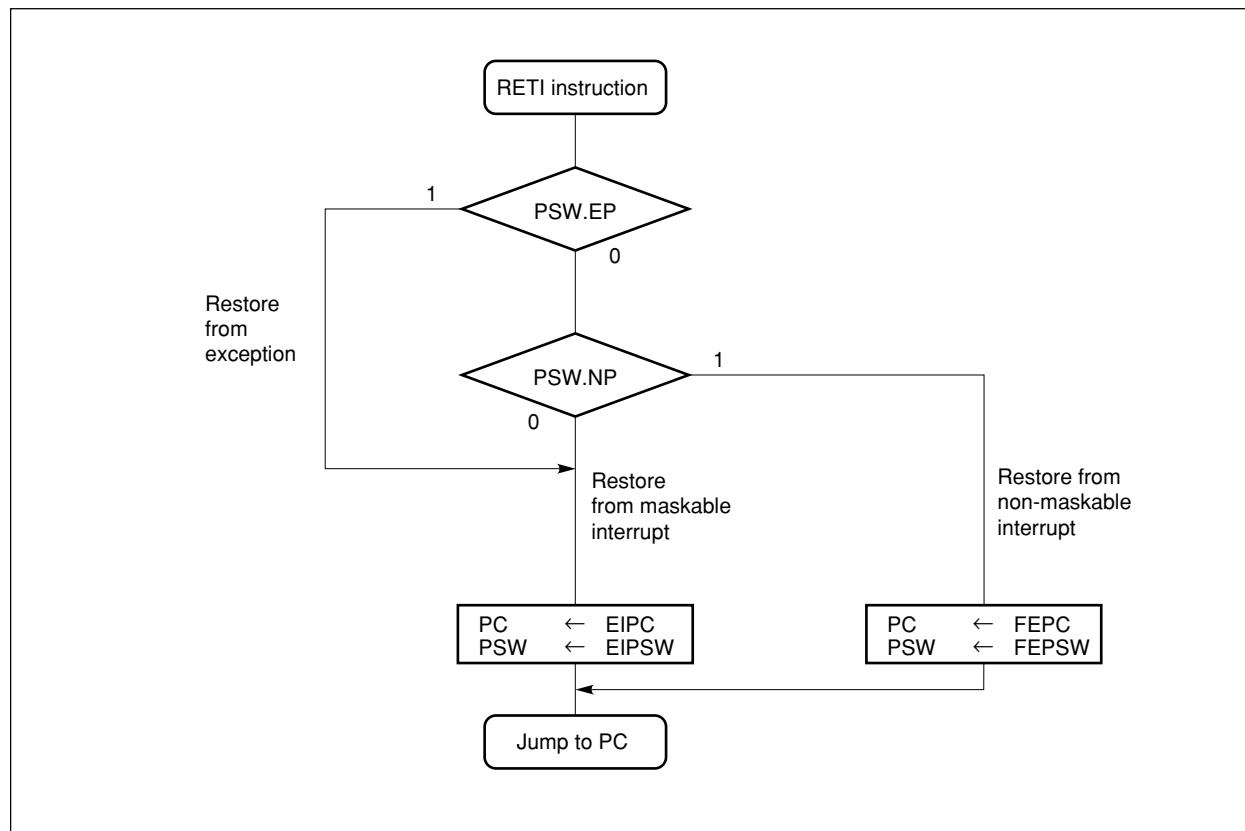 RETI instruction
1
PSW.EP
0
Restore
from
exception
PSW.NP
1
0
Restore
from maskable
interrupt
Restore from
non-maskable
interrupt
PC ← EIPC
PSW ← EIPSW
PC ← FEPC
PSW ← FEPSW
Jump to PC